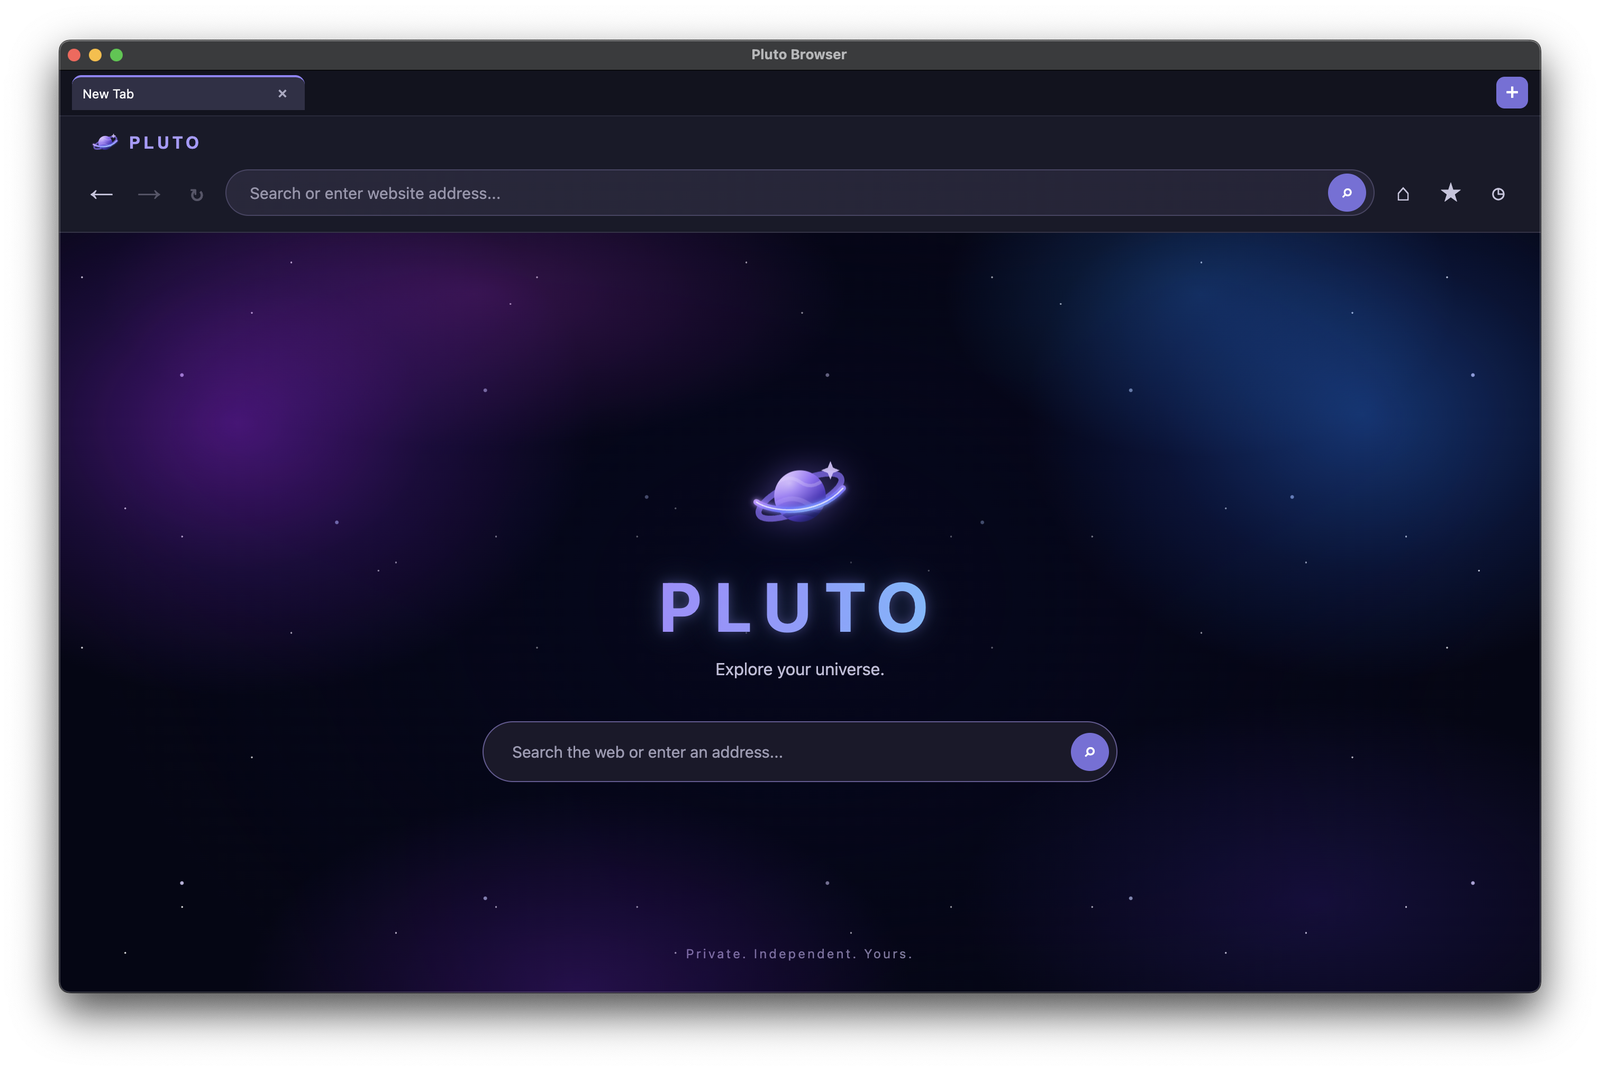 Pluto Browser
New Tab
PLUTO
Search or enter website address...
PLUTO
Explore your universe.
Search the web or enter an address...
Private. Independent. Yours.